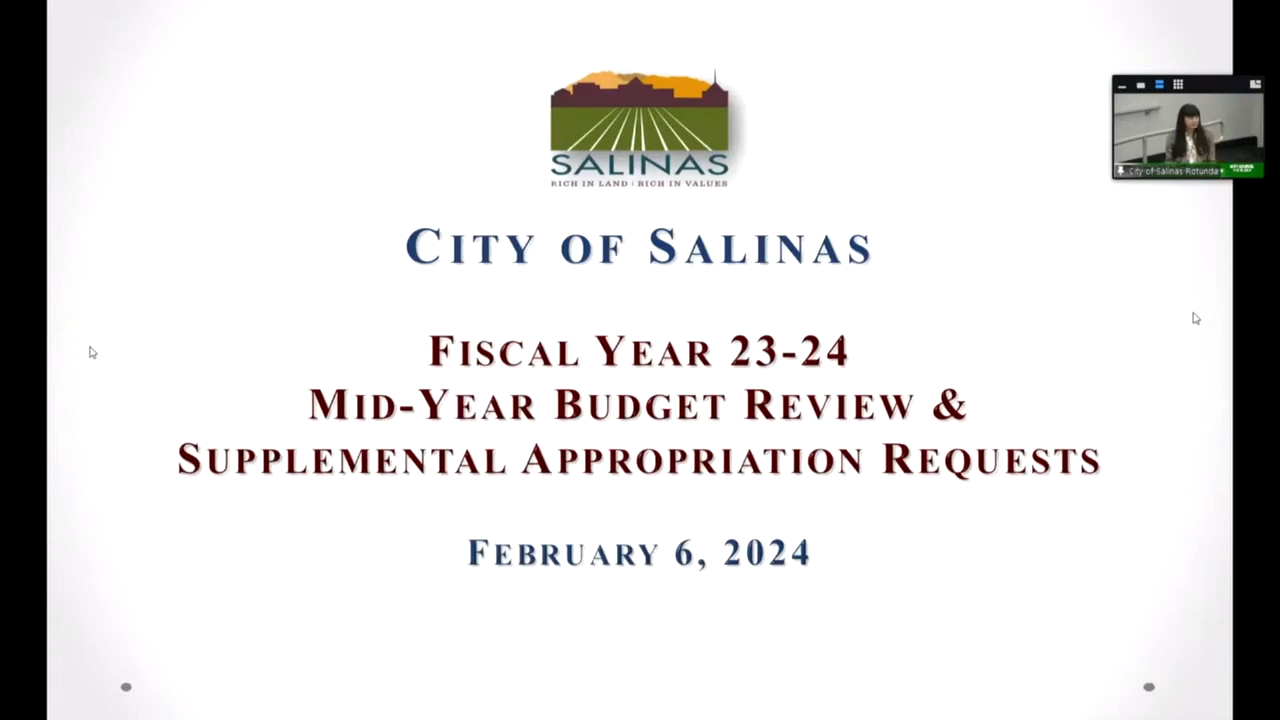 SALINAS
RICH IN LAND | RICH IN VALUES
City of Salinas Rotunda
CITY OF SALINAS
FISCAL YEAR 23-24
MID-YEAR BUDGET REVIEW &
SUPPLEMENTAL APPROPRIATION REQUESTS
FEBRUARY 6, 2024